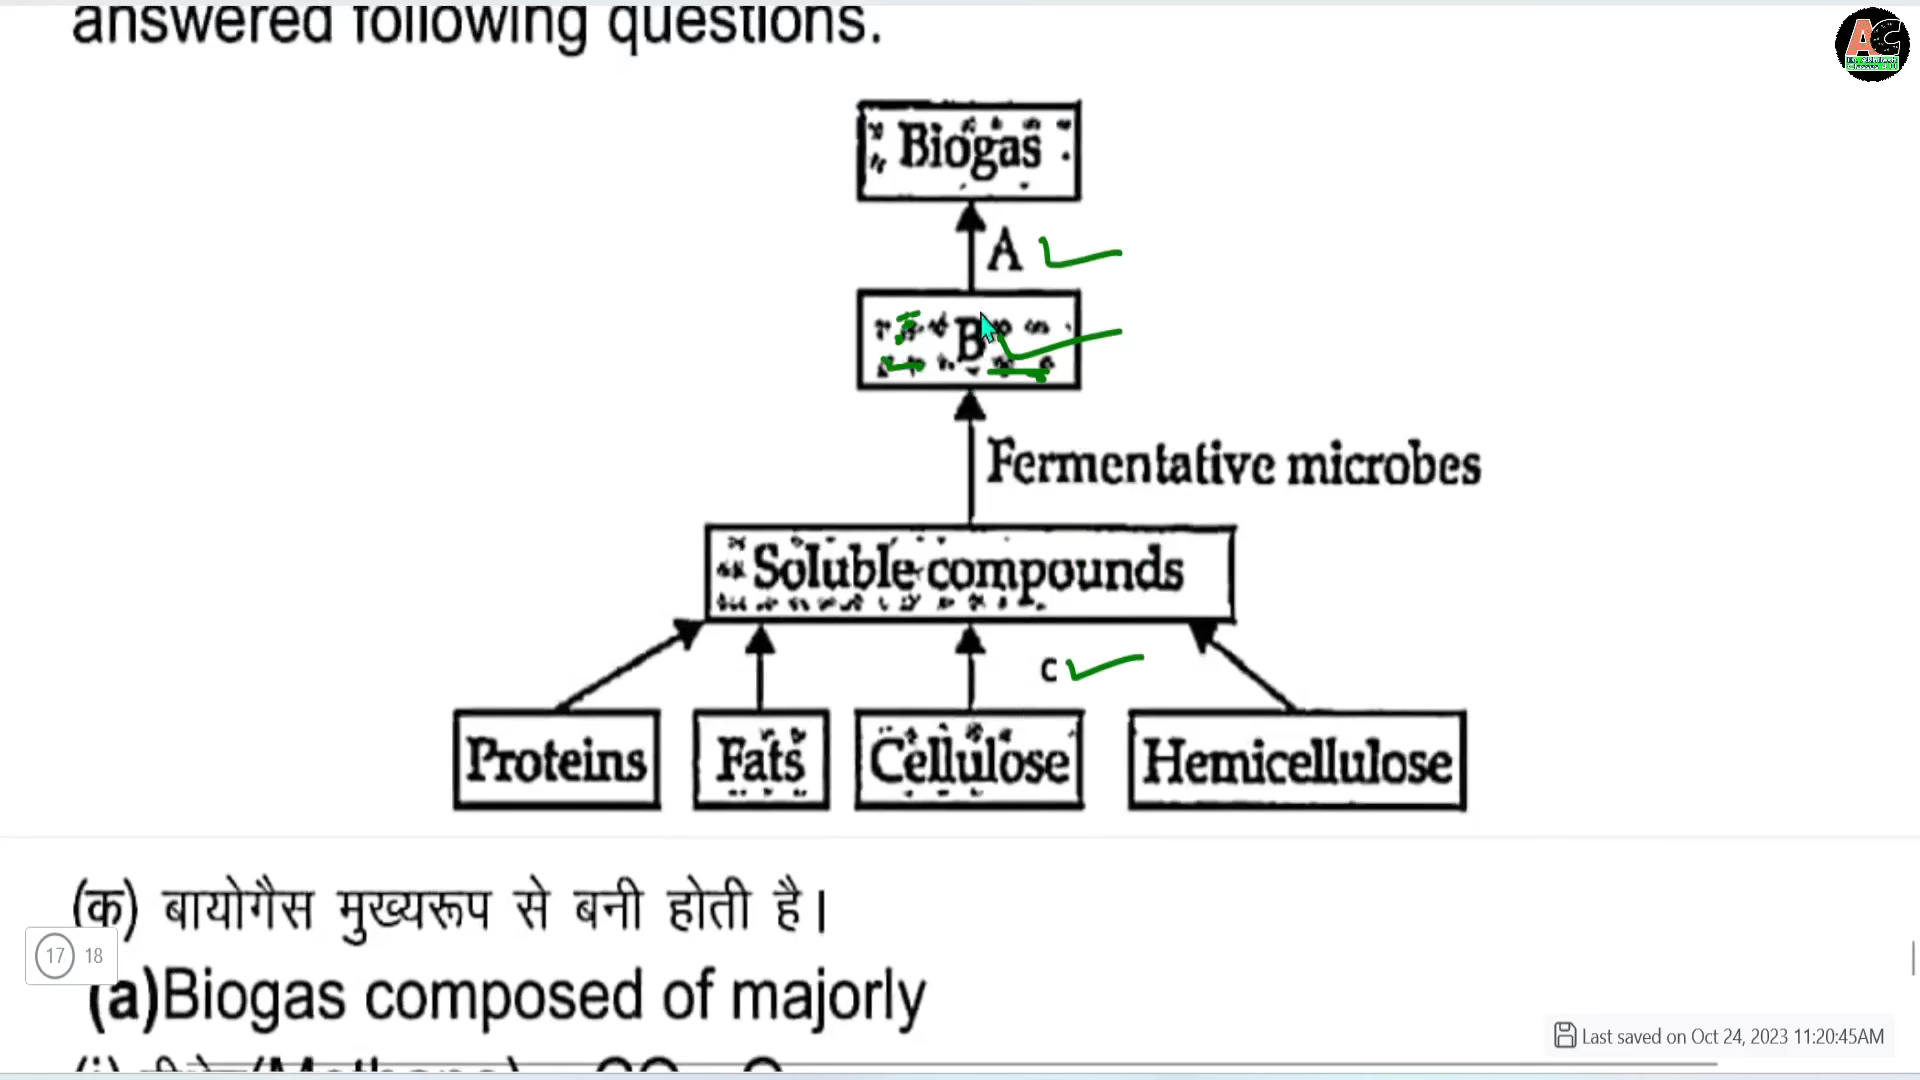 answered following questions.
AC
Biogas
A
B
Fermentative microbes
Soluble compounds
C
Proteins
Fats
Cellulose
Hemicellulose
(क) बायोगैस मुख्यरूप से बनी होती है।
17 18
(a)Biogas composed of majorly
Last saved on Oct 24, 2023 11:20:45AM